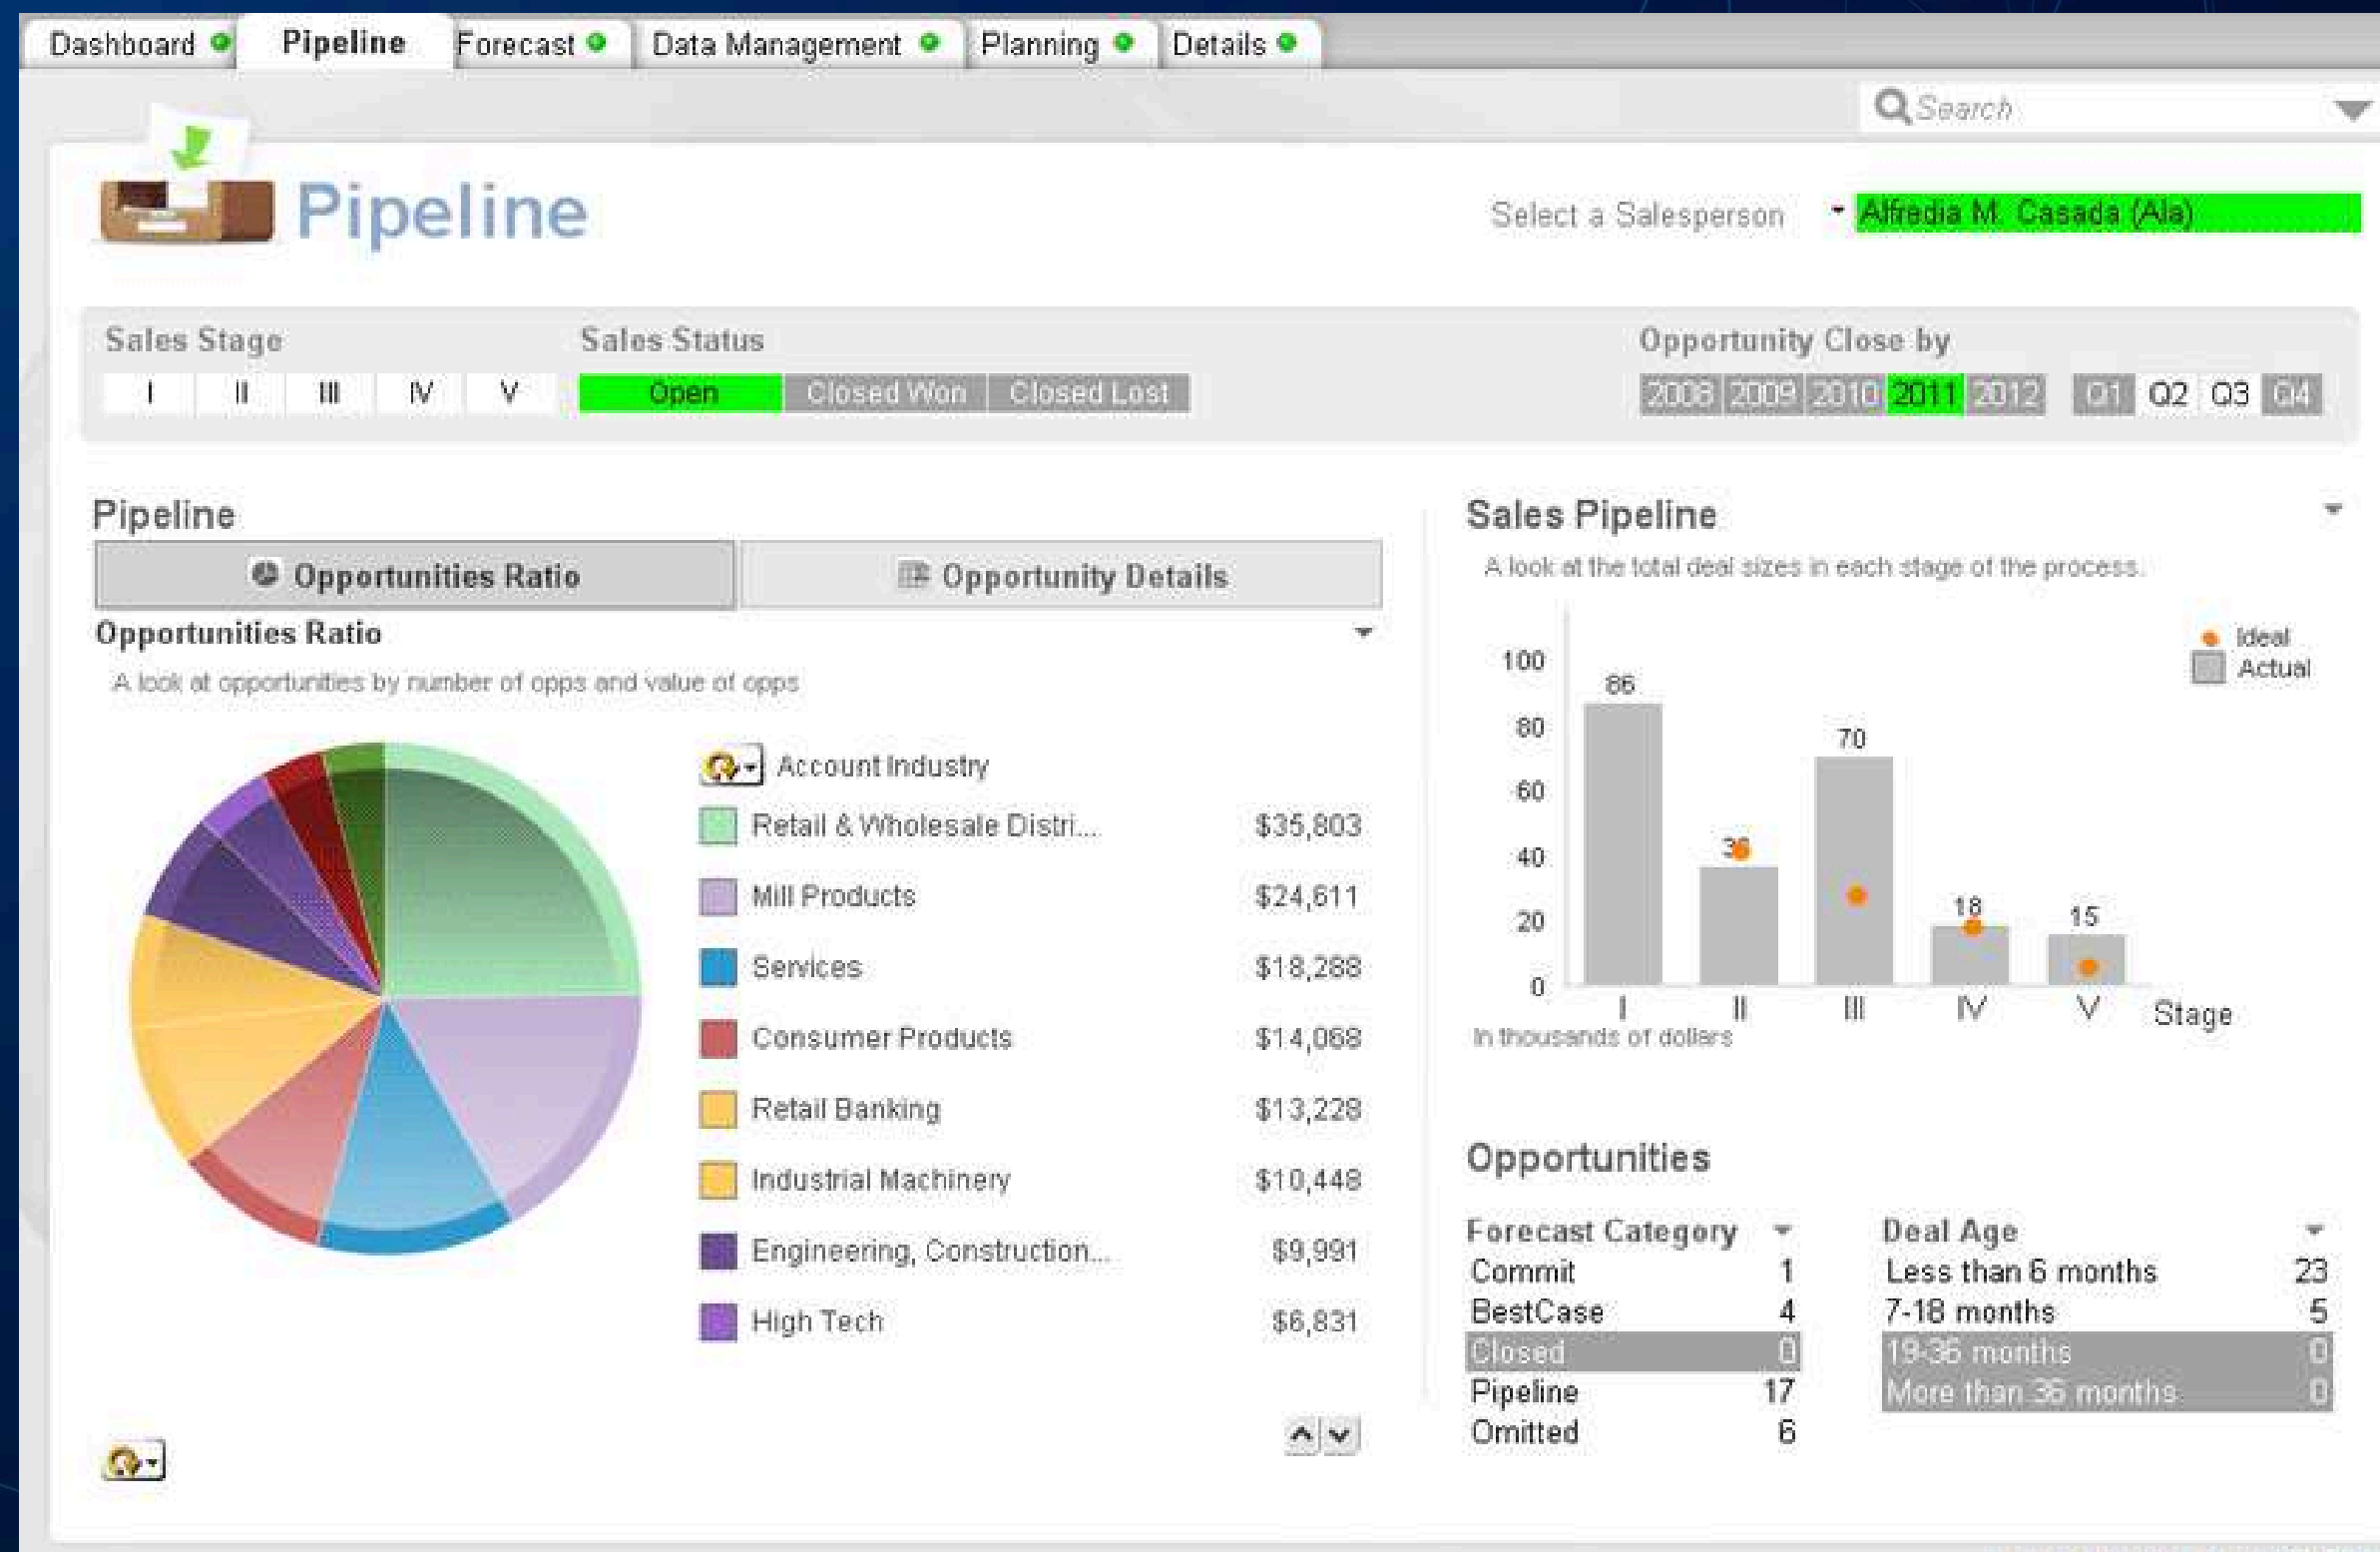 Dashboard Pipeline Forecast Data Management Planning Details
Search
Pipeline
Select a Salesperson Alfredia M. Casada (Ala)
Sales Stage Sales Status Opportunity Close by
I II III IV V Open Closed Won Closed Lost 2008 2009 2010 2011 2012 Q1 Q2 Q3 Q4
Pipeline
Opportunities Ratio Opportunity Details
Opportunities Ratio
A look at opportunities by number of opps and value of opps
Account Industry
Retail & Wholesale Distri... $35,803
Mill Products $24,611
Services $18,288
Consumer Products $14,068
Retail Banking $13,228
Industrial Machinery $10,448
Engineering, Construction... $9,991
High Tech $6,831
Sales Pipeline
A look at the total deal sizes in each stage of the process.
Ideal
Actual
100
80
60
40
20
0
86
70
18
15
I II III IV V Stage
In thousands of dollars
Opportunities
Forecast Category
Commit 1
BestCase 4
Closed 0
Pipeline 17
Omitted 6
Deal Age
Less than 6 months 23
7-18 months 5
19-36 months 0
More than 36 months 0